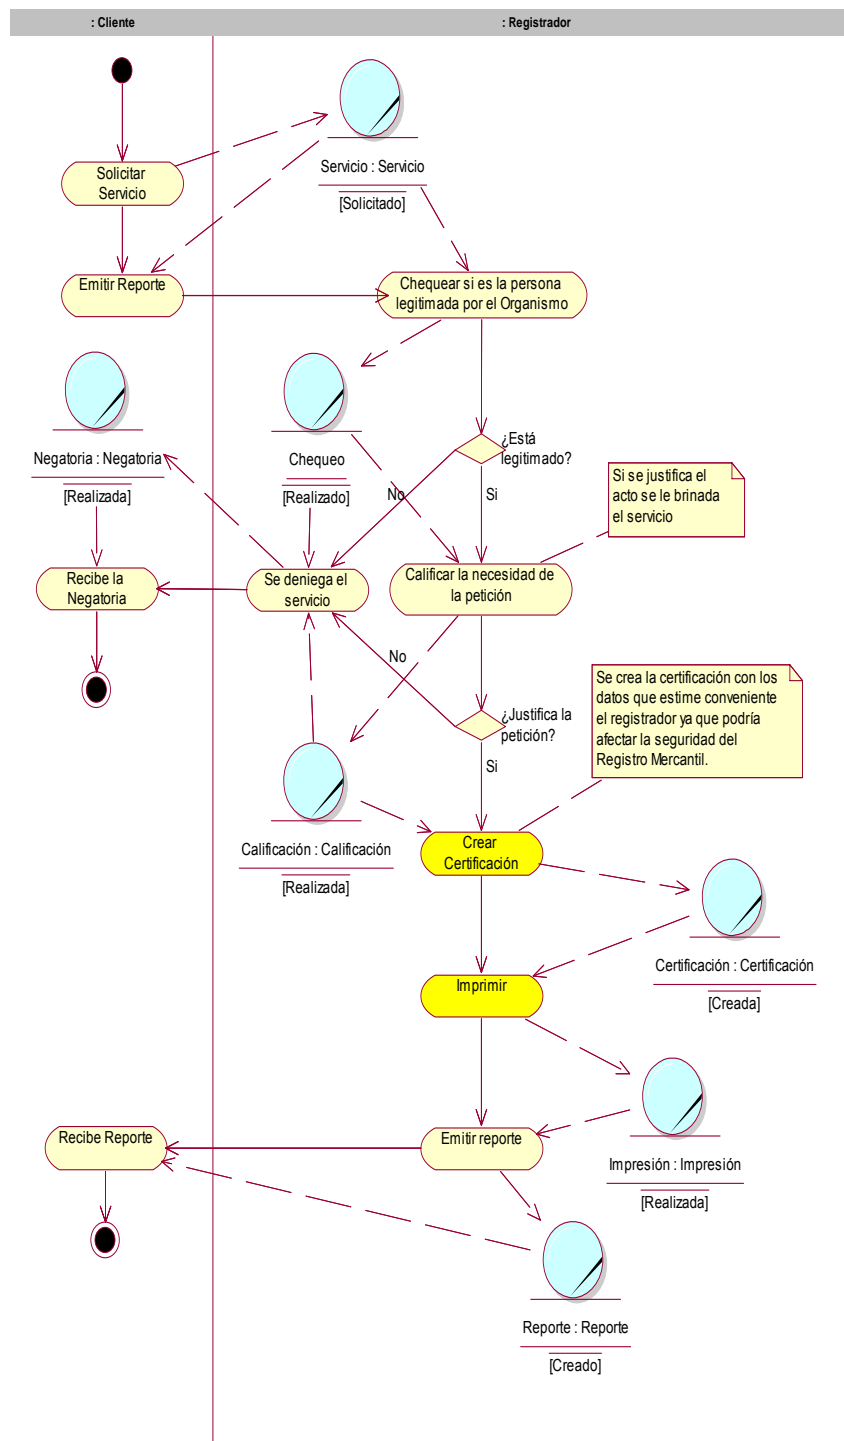 : Cliente
: Registrador
Solicitar
Servicio
Servicio : Servicio
[Solicitado]
Emitir Reporte
Chequear si es la persona
legitimada por el Organismo
Negatoria : Negatoria
[Realizada]
Chequeo
[Realizado]
¿Está
legitimado?
No
Si
Si se justifica el
acto se le brinada
el servicio
Recibe la
Negatoria
Se deniega el
servicio
Calificar la necesidad de
la petición
No
¿Justifica la
petición?
Si
Se crea la certificación con los
datos que estime conveniente
el registrador ya que podría
afectar la seguridad del
Registro Mercantil.
Calificación : Calificación
[Realizada]
Crear
Certificación
Certificación : Certificación
[Creada]
Imprimir
Recibe Reporte
Emitir reporte
Impresión : Impresión
[Realizada]
Reporte : Reporte
[Creado]